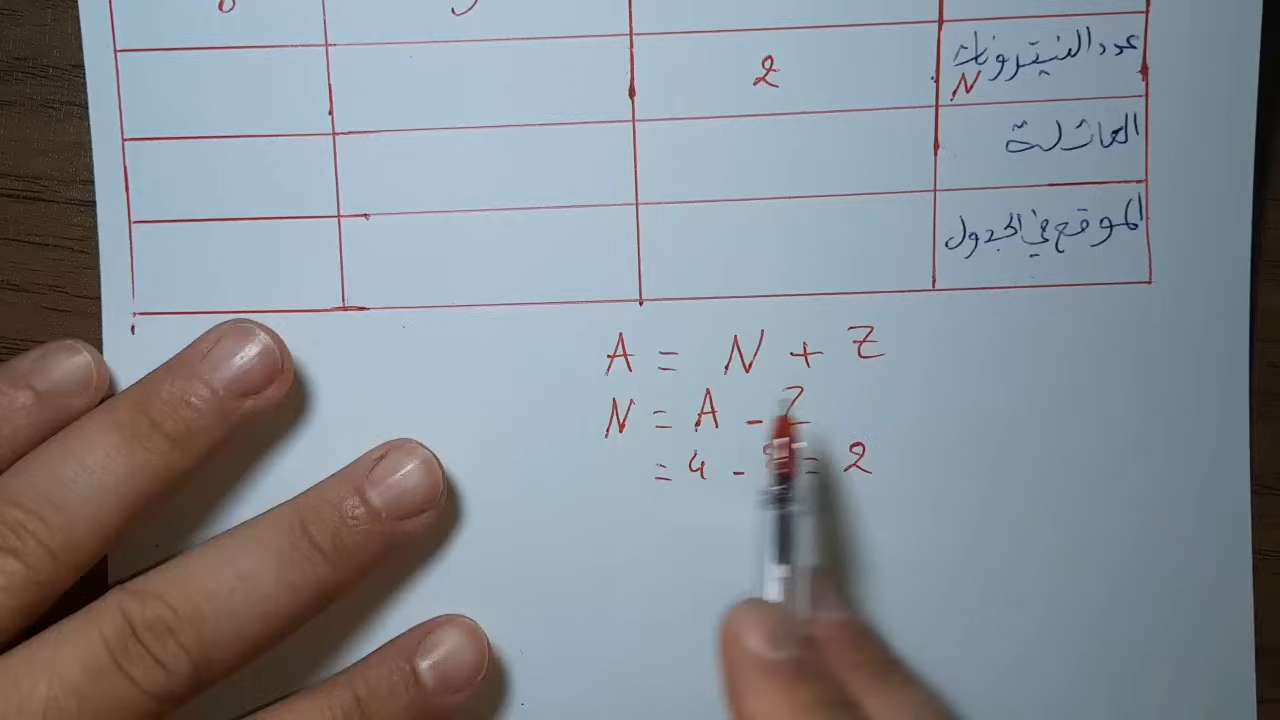 عدد النيترونات
N
2
العائلة
الموقع في الجدول
A = N + Z
N = A - Z
= 4 - = 2